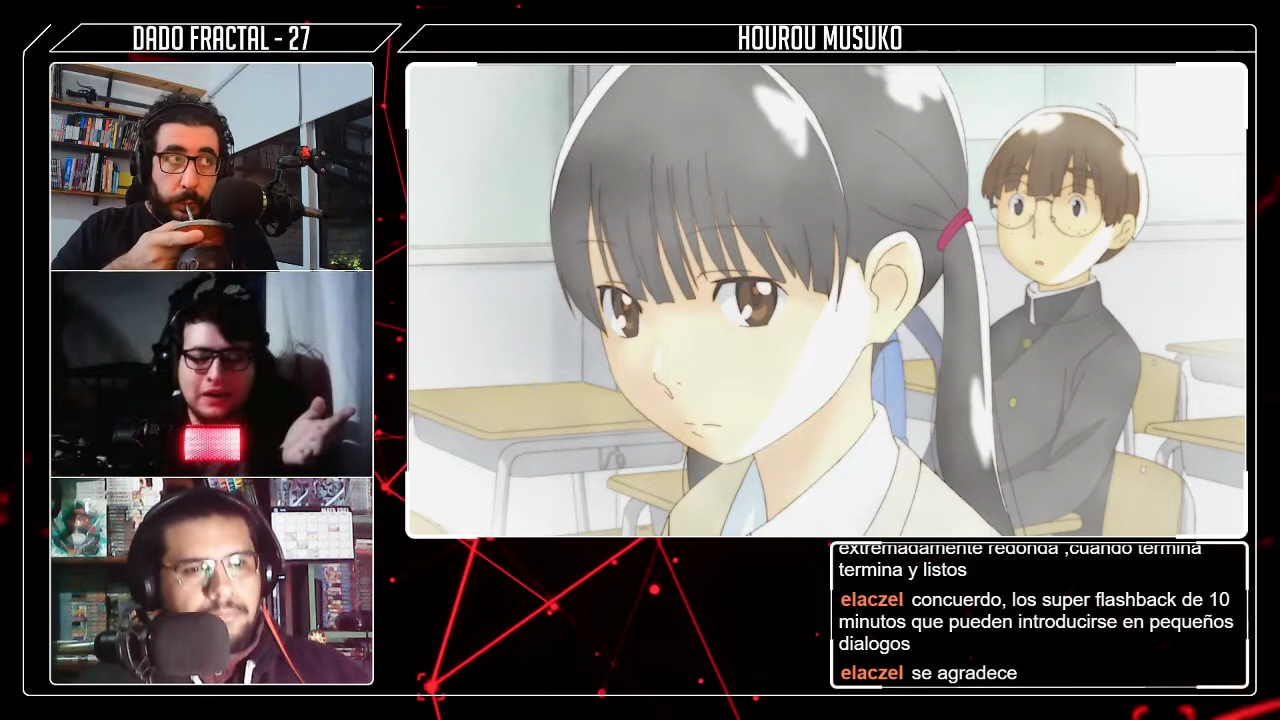 DADO FRACTAL - 27
HOUROU MUSUKO
extremadamente redonda ,cuando termina
termina y listos
elaczel concuerdo, los super flashback de 10
minutos que pueden introducirse en pequeños
dialogos
elaczel se agradece